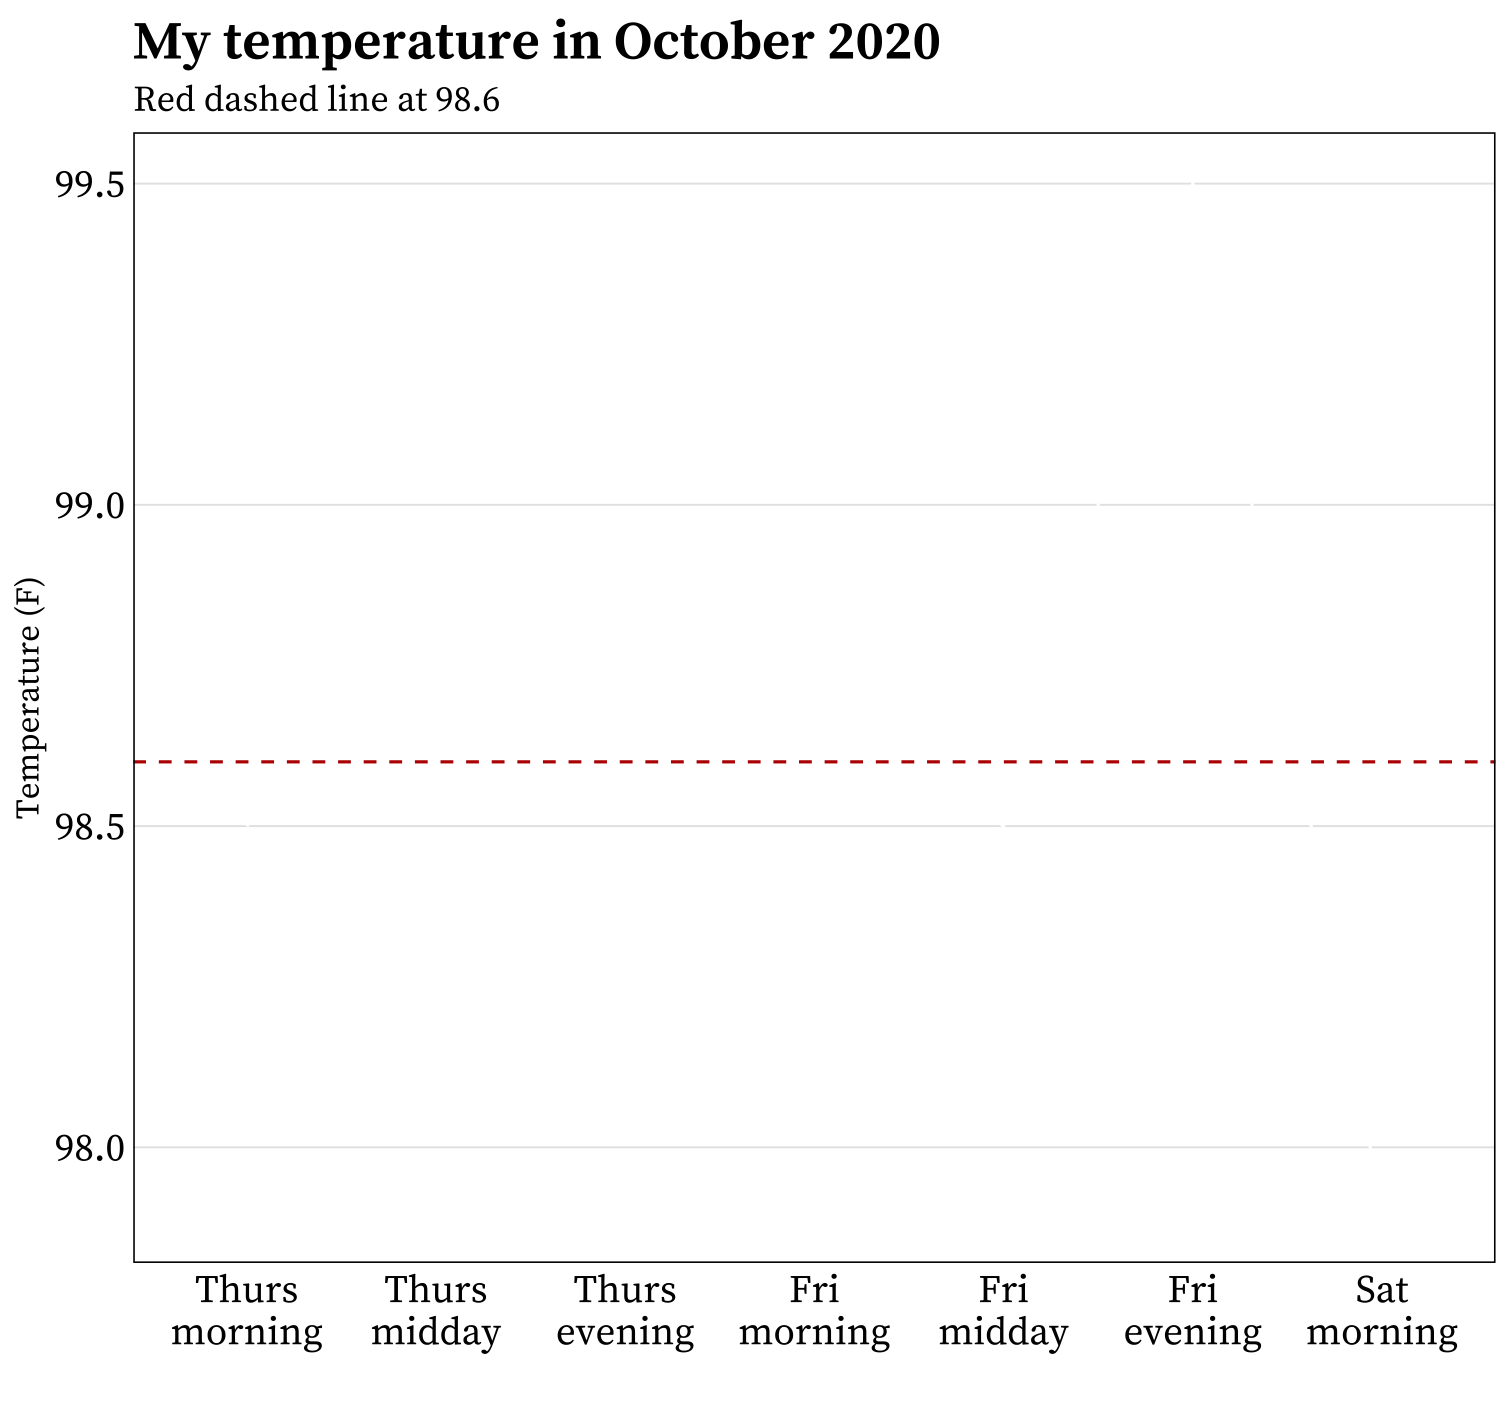 My temperature in October 2020
Red dashed line at 98.6
99.5
99.0
98.5
98.0
Temperature (F)
Thurs morning
Thurs midday
Thurs evening
Fri morning
Fri midday
Fri evening
Sat morning